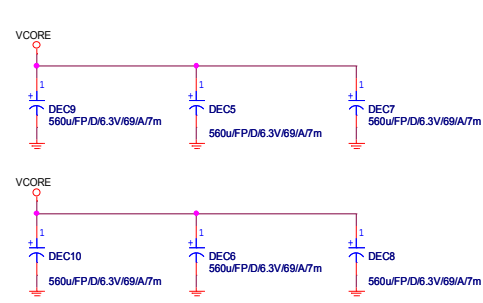 VCORE
1 1 1
+ DEC9 + DEC5 + DEC7
560u/FP/D/6.3V/69/A/7m 560u/FP/D/6.3V/69/A/7m 560u/FP/D/6.3V/69/A/7m
VCORE
1 1 1
+ DEC10 + DEC6 + DEC8
560u/FP/D/6.3V/69/A/7m 560u/FP/D/6.3V/69/A/7m 560u/FP/D/6.3V/69/A/7m